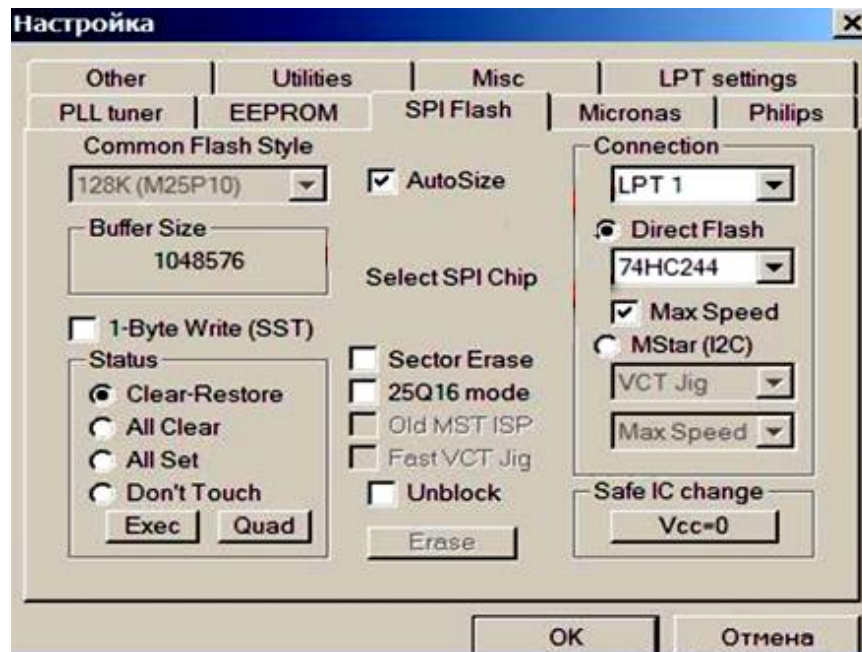 Настройка
Other Utilities Misc LPT settings
PLL tuner EEPROM SPI Flash Micronas Philips
Common Flash Style
128K (M25P10)
AutoSize
Buffer Size
1048576
Select SPI Chip
1-Byte Write (SST)
Status
Clear-Restore
All Clear
All Set
Don't Touch
Exec Quad
Sector Erase
25Q16 mode
Old MST ISP
Fast VCT Jig
Unblock
Erase
Connection
LPT 1
Direct Flash
74HC244
Max Speed
MStar (I2C)
VCT Jig
Max Speed
Safe IC change
Vcc=0
OK Отмена